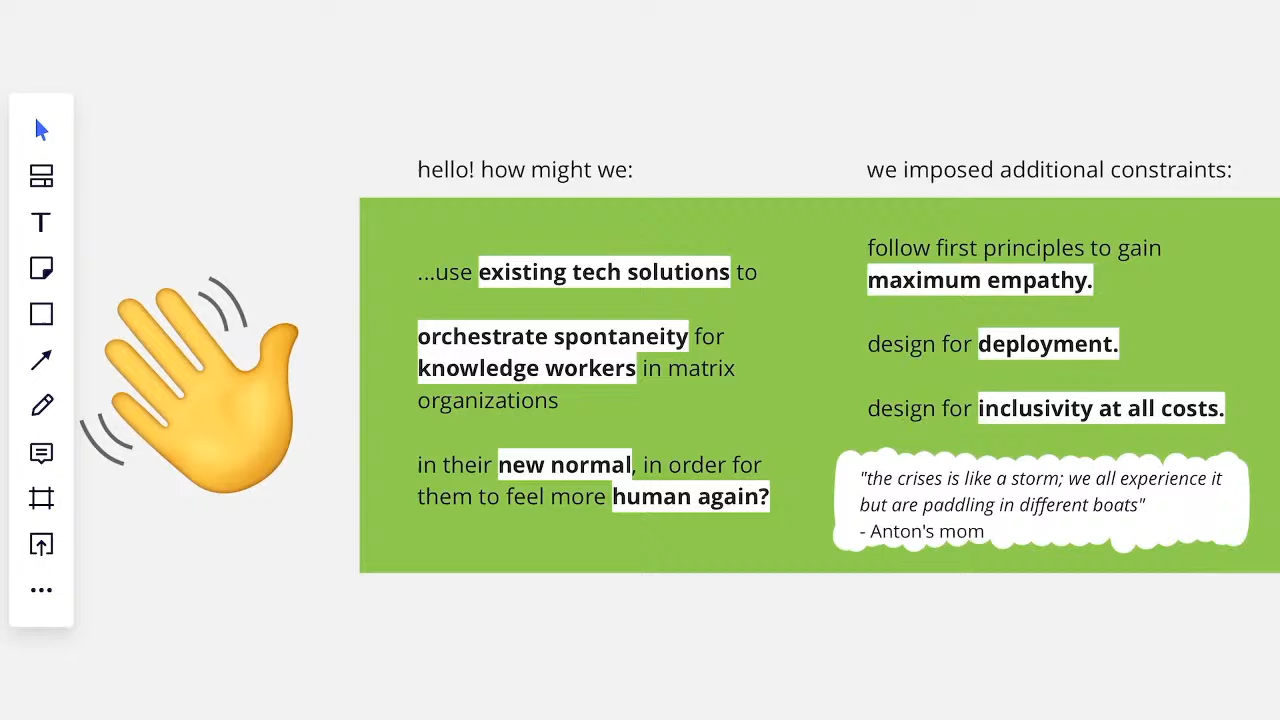 hello! how might we:
...use existing tech solutions to
orchestrate spontaneity for
knowledge workers in matrix
organizations
in their new normal, in order for
them to feel more human again?
we imposed additional constraints:
follow first principles to gain
maximum empathy.
design for deployment.
design for inclusivity at all costs.
"the crises is like a storm; we all experience it
but are paddling in different boats"
- Anton's mom